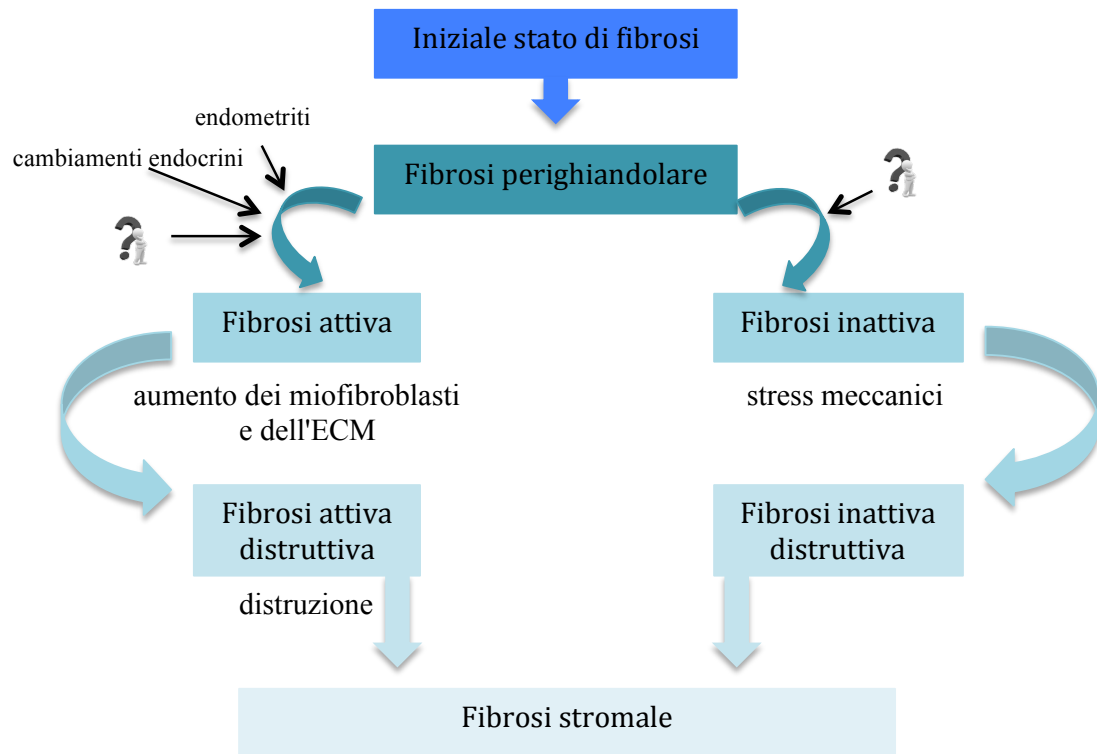 Iniziale stato di fibrosi
endometriti
cambiamenti endocrini
Fibrosi perighiandolare
?
?
Fibrosi attiva
Fibrosi inattiva
aumento dei miofibroblasti
e dell'ECM
stress meccanici
Fibrosi attiva
distruttiva
Fibrosi inattiva
distruttiva
distruzione
Fibrosi stromale